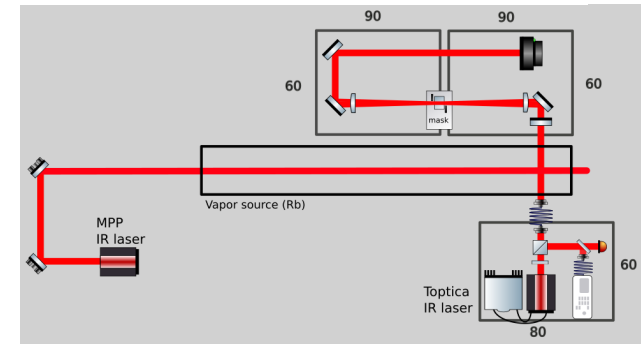 90
90
60
60
mask
Vapor source (Rb)
MPP
IR laser
Toptica
IR laser
60
80